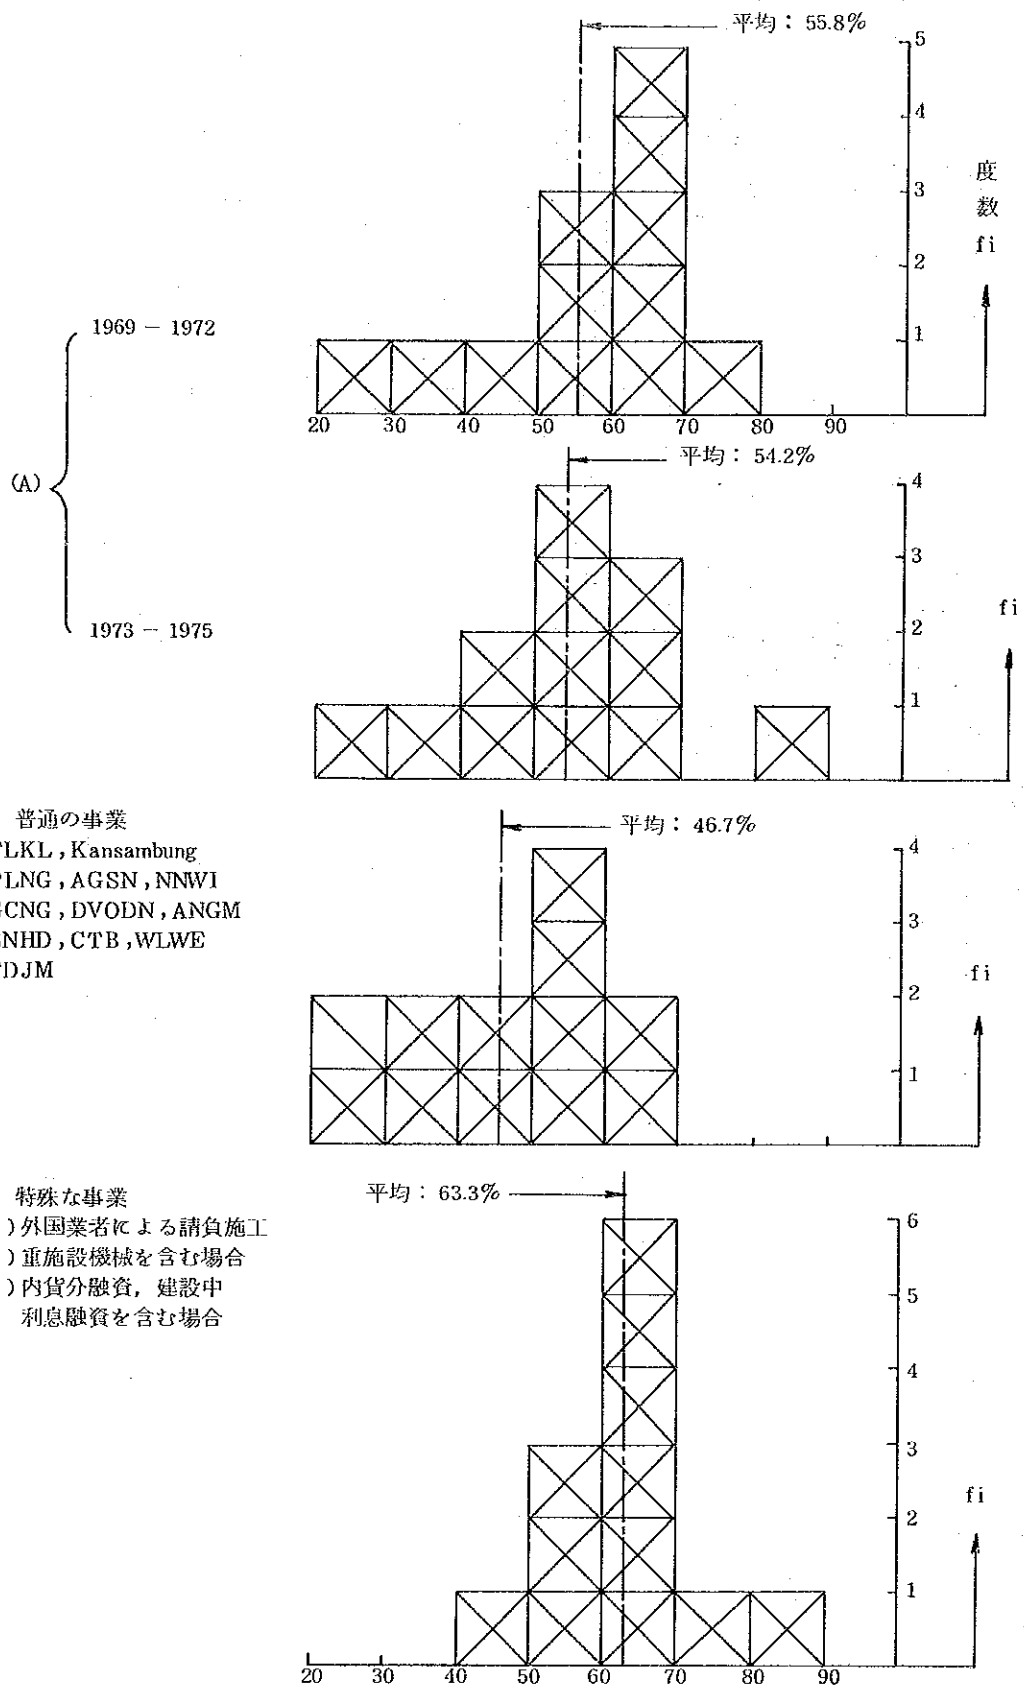 平均： 55.8%
5
4
3
2
1
度
数
fi
1969 － 1972
20 30 40 50 60 70 80 90
(A)
平均： 54.2%
4
3
2
1
fi
1973 － 1975
普通の事業
LKL , Kansambung
LNG , AGSN , NNWI
CNG , DVODN , ANGM
NHD , CTB , WLWE
DJM
平均： 46.7%
4
3
2
1
fi
特殊な事業
) 外国業者による請負施工
) 重施設機械を含む場合
) 内貨分融資， 建設中
利息融資を含む場合
平均： 63.3%
6
5
4
3
2
1
fi
20 30 40 50 60 70 80 90